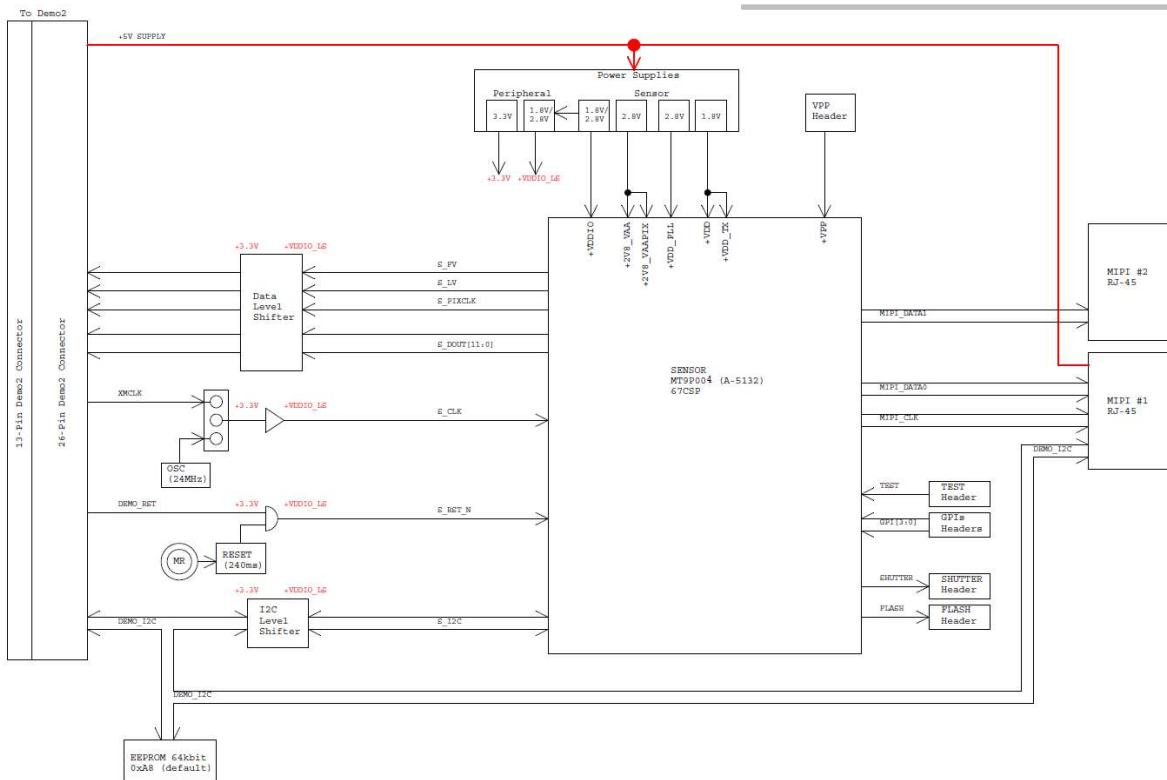 To Demo2
+5V SUPPLY
Power Supplies
Peripheral
Sensor
3.3V
1.8V/
2.8V
1.8V/
2.8V
2.8V
2.8V
1.8V
VPP
Header
+3.3V
+VDDIO_LS
+VDDIO
+2V8_VAA
+2V8_VAAPIX
+VDD_PLL
+VDD
+VDD_TX
+VPP
13-Pin Demo2 Connector
26-Pin Demo2 Connector
+3.3V
+VDDIO_LS
Data
Level
Shifter
S_FV
S_LV
S_PIXCLK
S_DOUT[11:0]
SENSOR
MT9P004 (A-5132)
67CSP
MIPI_DATA1
MIPI #2
RJ-45
MIPI_DATA0
MIPI_CLK
MIPI #1
RJ-45
DEMO_I2C
XMCLK
+3.3V
+VDDIO_LS
S_CLK
OSC
(24MHz)
DEMO_RST
+3.3V
+VDDIO_LS
S_RST_N
MR
RESET
(240ms)
TEST
TEST
Header
GPI[3:0]
GPIs
Headers
SHUTTER
SHUTTER
Header
FLASH
FLASH
Header
+3.3V
+VDDIO_LS
I2C
Level
Shifter
DEMO_I2C
S_I2C
DEMO_I2C
EEPROM 64kbit
0xA8 (default)